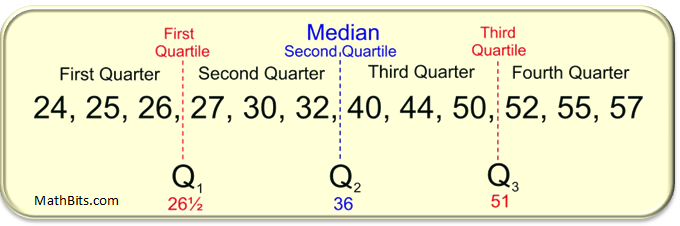 First
Quartile
Median
Second Quartile
Third
Quartile
First Quarter
Second Quarter
Third Quarter
Fourth Quarter
24, 25, 26, 27, 30, 32, 40, 44, 50, 52, 55, 57
Q1
Q2
Q3
26½
36
51
MathBits.com